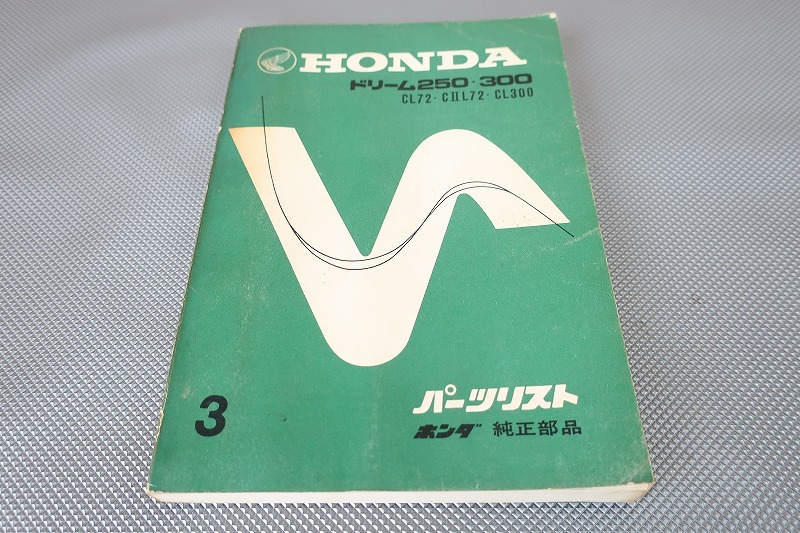 HONDA
ドリーム250・300
CL72・CⅡL72・CL300
3
パーツリスト
ホンダ 純正部品